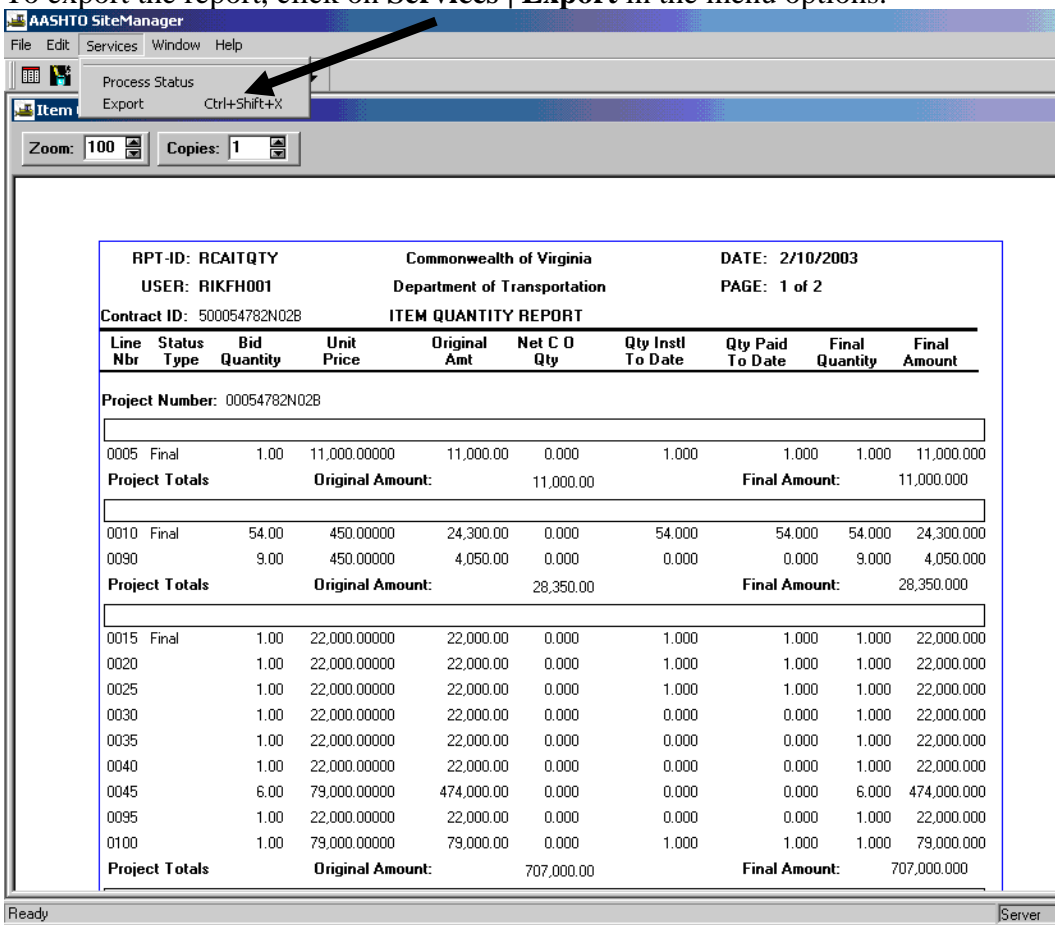 To export the report, click on Services | Export in the menu options.
AASHTO SiteManager
File Edit Services Window Help
Process Status
Export Ctrl+Shift+X
Item
Zoom: 100 Copies: 1
RPT-ID: RCAITQTY Commonwealth of Virginia DATE: 2/10/2003
USER: RIKFH001 Department of Transportation PAGE: 1 of 2
Contract ID: 500054782N02B ITEM QUANTITY REPORT
Line Status Bid Unit Original Net C O Qty Instl Qty Paid Final Final
Nbr Type Quantity Price Amt Qty To Date To Date Quantity Amount
Project Number: 00054782N02B
0005 Final 1.00 11,000.00000 11,000.00 0.000 1.000 1.000 1.000 11,000.000
Project Totals Original Amount: 11,000.00 Final Amount: 11,000.000
0010 Final 54.00 450.00000 24,300.00 0.000 54.000 54.000 54.000 24,300.000
0090 9.00 450.00000 4,050.00 0.000 0.000 0.000 9.000 4,050.000
Project Totals Original Amount: 28,350.00 Final Amount: 28,350.000
0015 Final 1.00 22,000.00000 22,000.00 0.000 1.000 1.000 1.000 22,000.000
0020 1.00 22,000.00000 22,000.00 0.000 1.000 1.000 1.000 22,000.000
0025 1.00 22,000.00000 22,000.00 0.000 1.000 1.000 1.000 22,000.000
0030 1.00 22,000.00000 22,000.00 0.000 0.000 0.000 1.000 22,000.000
0035 1.00 22,000.00000 22,000.00 0.000 0.000 0.000 1.000 22,000.000
0040 1.00 22,000.00000 22,000.00 0.000 0.000 0.000 1.000 22,000.000
0045 6.00 79,000.00000 474,000.00 0.000 0.000 0.000 6.000 474,000.000
0095 1.00 22,000.00000 22,000.00 0.000 0.000 0.000 1.000 22,000.000
0100 1.00 79,000.00000 79,000.00 0.000 1.000 1.000 1.000 79,000.000
Project Totals Original Amount: 707,000.00 Final Amount: 707,000.000
Ready Server